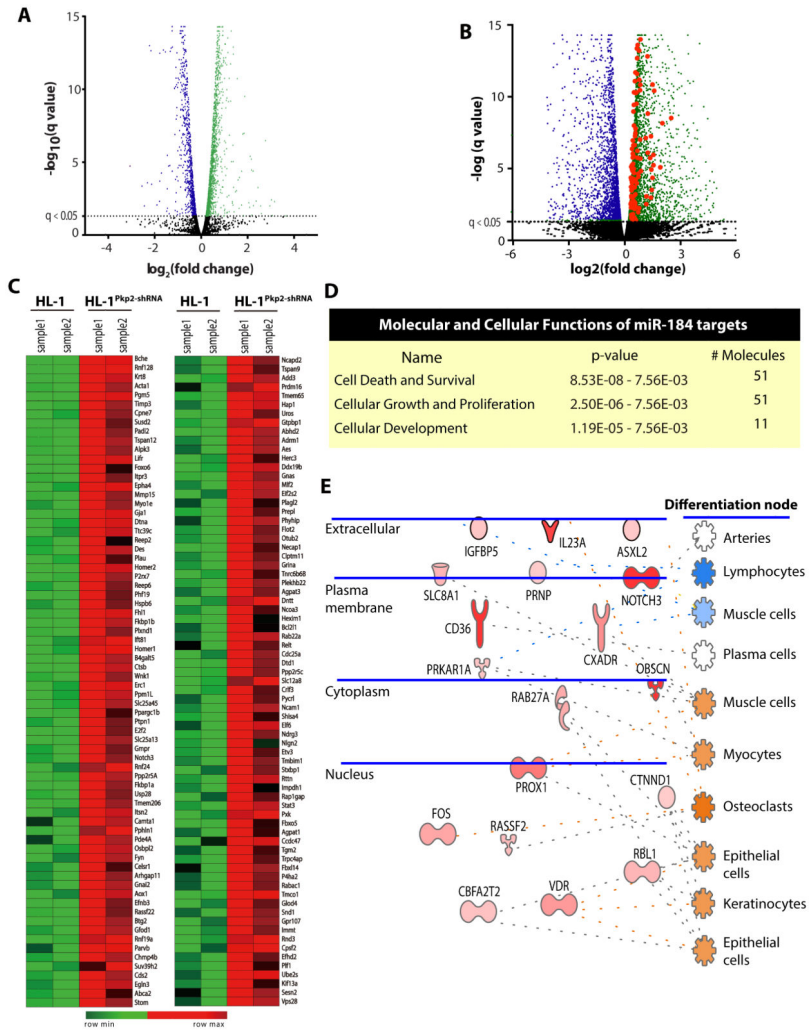 A
15
10
5
0
-log10(q value)
q < 0.05
-4
-2
0
2
4
log2(fold change)
B
15
10
5
0
-log (q value)
q < 0.05
-6
-3
0
3
6
log2(fold change)
C
HL-1
HL-1Pkp2-shRNA
HL-1
HL-1Pkp2-shRNA
sample1
sample2
sample1
sample2
sample1
sample2
sample1
sample2
Bche
Rnf128
Krt8
Acta1
Pgm5
Timp3
Cpne7
Susd2
Padi2
Tspan12
Alpk3
Lifr
Foxo6
Itpr3
Epha4
Mmp15
Myo1e
Gja1
Dtna
Ttc39c
Reep2
Des
Plau
Homer2
P2rx7
Reep6
Phf19
Hspb6
Fhl1
Fkbp1b
Plxnd1
Ift81
Homer1
B4galt5
Ctsb
Wnk1
Erc1
Ppm1L
Slc25a45
Ppargc1b
Ptpn1
E2f2
Slc25a13
Gmpr
Notch3
Rnf24
Ppp2r5A
Fkbp1a
Usp28
Tmem206
Itsn2
Camta1
Pphln1
Pde4A
Osbpl2
Fyn
Celsr1
Arhgap11
Gnai2
Aox1
Efnb3
Rassf22
Btg2
Gfod1
Rnf19a
Parvb
Chmp4b
Suv39h2
Cds2
Egln3
Abca2
Stom
Ncapd2
Tspan9
Add3
Prdm16
Tmem65
Hap1
Uros
Gtpbp1
Abhd2
Adrm1
Aes
Herc3
Ddx19b
Gnas
Mlf2
Eif2s2
Plagl2
Prepl
Phyhip
Flot2
Otub2
Necap1
Clptm11
Grina
Tnrc6b68
Plekhb22
Agpat3
Dntt
Ncoa3
Hexim1
Bcl2l1
Rab22a
Relt
Cdc25a
Dtd1
Ppp2r5c
Slc12a8
Crlf3
Pycrl
Ncam1
Shisa4
Elf6
Ndrg3
Nlgn2
Etv3
Tmbim1
Stxbp1
Rttn
Impdh1
Rap1gap
Stat3
Pxk
Fbxo5
Agpat1
Ccdc47
Tgm2
Trpc4ap
Fbxl14
P4ha2
Rabac1
Tmco1
Glod4
Snd1
Gpr107
Immt
Rnd3
Cpsf2
Efhd2
Plf1
Ube2s
Klf13a
Sesn2
Vps28
row min
row max
D
Molecular and Cellular Functions of miR-184 targets
Name p-value # Molecules
Cell Death and Survival 8.53E-08 - 7.56E-03 51
Cellular Growth and Proliferation 2.50E-06 - 7.56E-03 51
Cellular Development 1.19E-05 - 7.56E-03 11
E
Differentiation node
Extracellular
IGFBP5
IL23A
ASXL2
Arteries
Lymphocytes
SLC8A1
PRNP
NOTCH3
Plasma
membrane
Muscle cells
CD36
CXADR
Plasma cells
PRKAR1A
OBSCN
Cytoplasm
RAB27A
Muscle cells
Myocytes
Nucleus
PROX1
CTNND1
Osteoclasts
FOS
RASSF2
RBL1
Epithelial
cells
CBFA2T2
VDR
Keratinocytes
Epithelial
cells